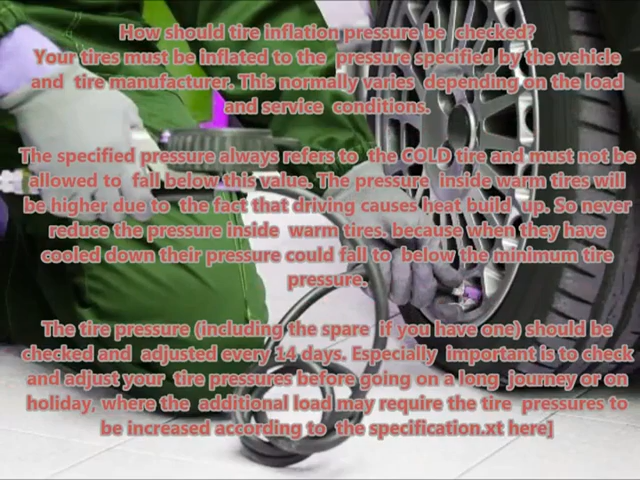 How should tire inflation pressure be checked?
Your tires must be inflated to the pressure specified by the vehicle
and tire manufacturer. This normally varies depending on the load
and service conditions.
The specified pressure always refers to the COLD tire and must not be
allowed to fall below this value. The pressure inside warm tires will
be higher due to the fact that driving causes heat build up. So never
reduce the pressure inside warm tires. because when they have
cooled down their pressure could fall to below the minimum tire
pressure.
The tire pressure (including the spare if you have one) should be
checked and adjusted every 14 days. Especially important is to check
and adjust your tire pressures before going on a long journey or on
holiday, where the additional load may require the tire pressures to
be increased according to the specification.xt here]